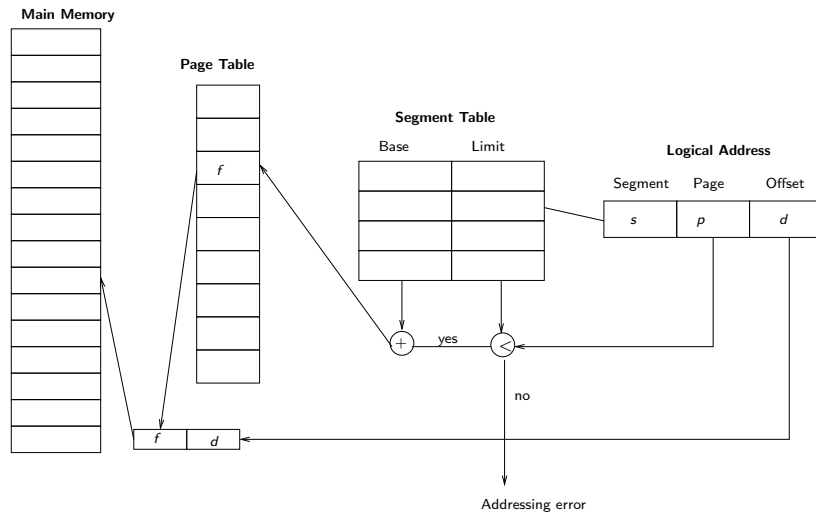 Main Memory
Page Table
Segment Table
Base Limit
Logical Address
Segment Page Offset
f
s p d
+ yes <
no
f d
Addressing error